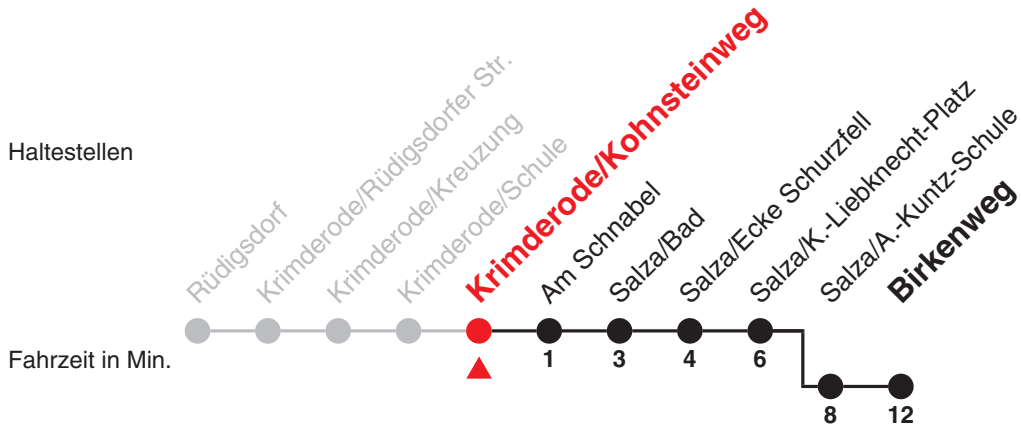 Haltestellen
Rüdigsdorf
Krimderode/Rüdigsdorfer Str.
Krimderode/Kreuzung
Krimderode/Schule
Krimderode/Kohnsteinweg
Am Schnabel
Salza/Bad
Salza/Ecke Schurzfell
Salza/K.-Liebknecht-Platz
Salza/A.-Kuntz-Schule
Birkenweg
Fahrzeit in Min.
1
3
4
6
8
12